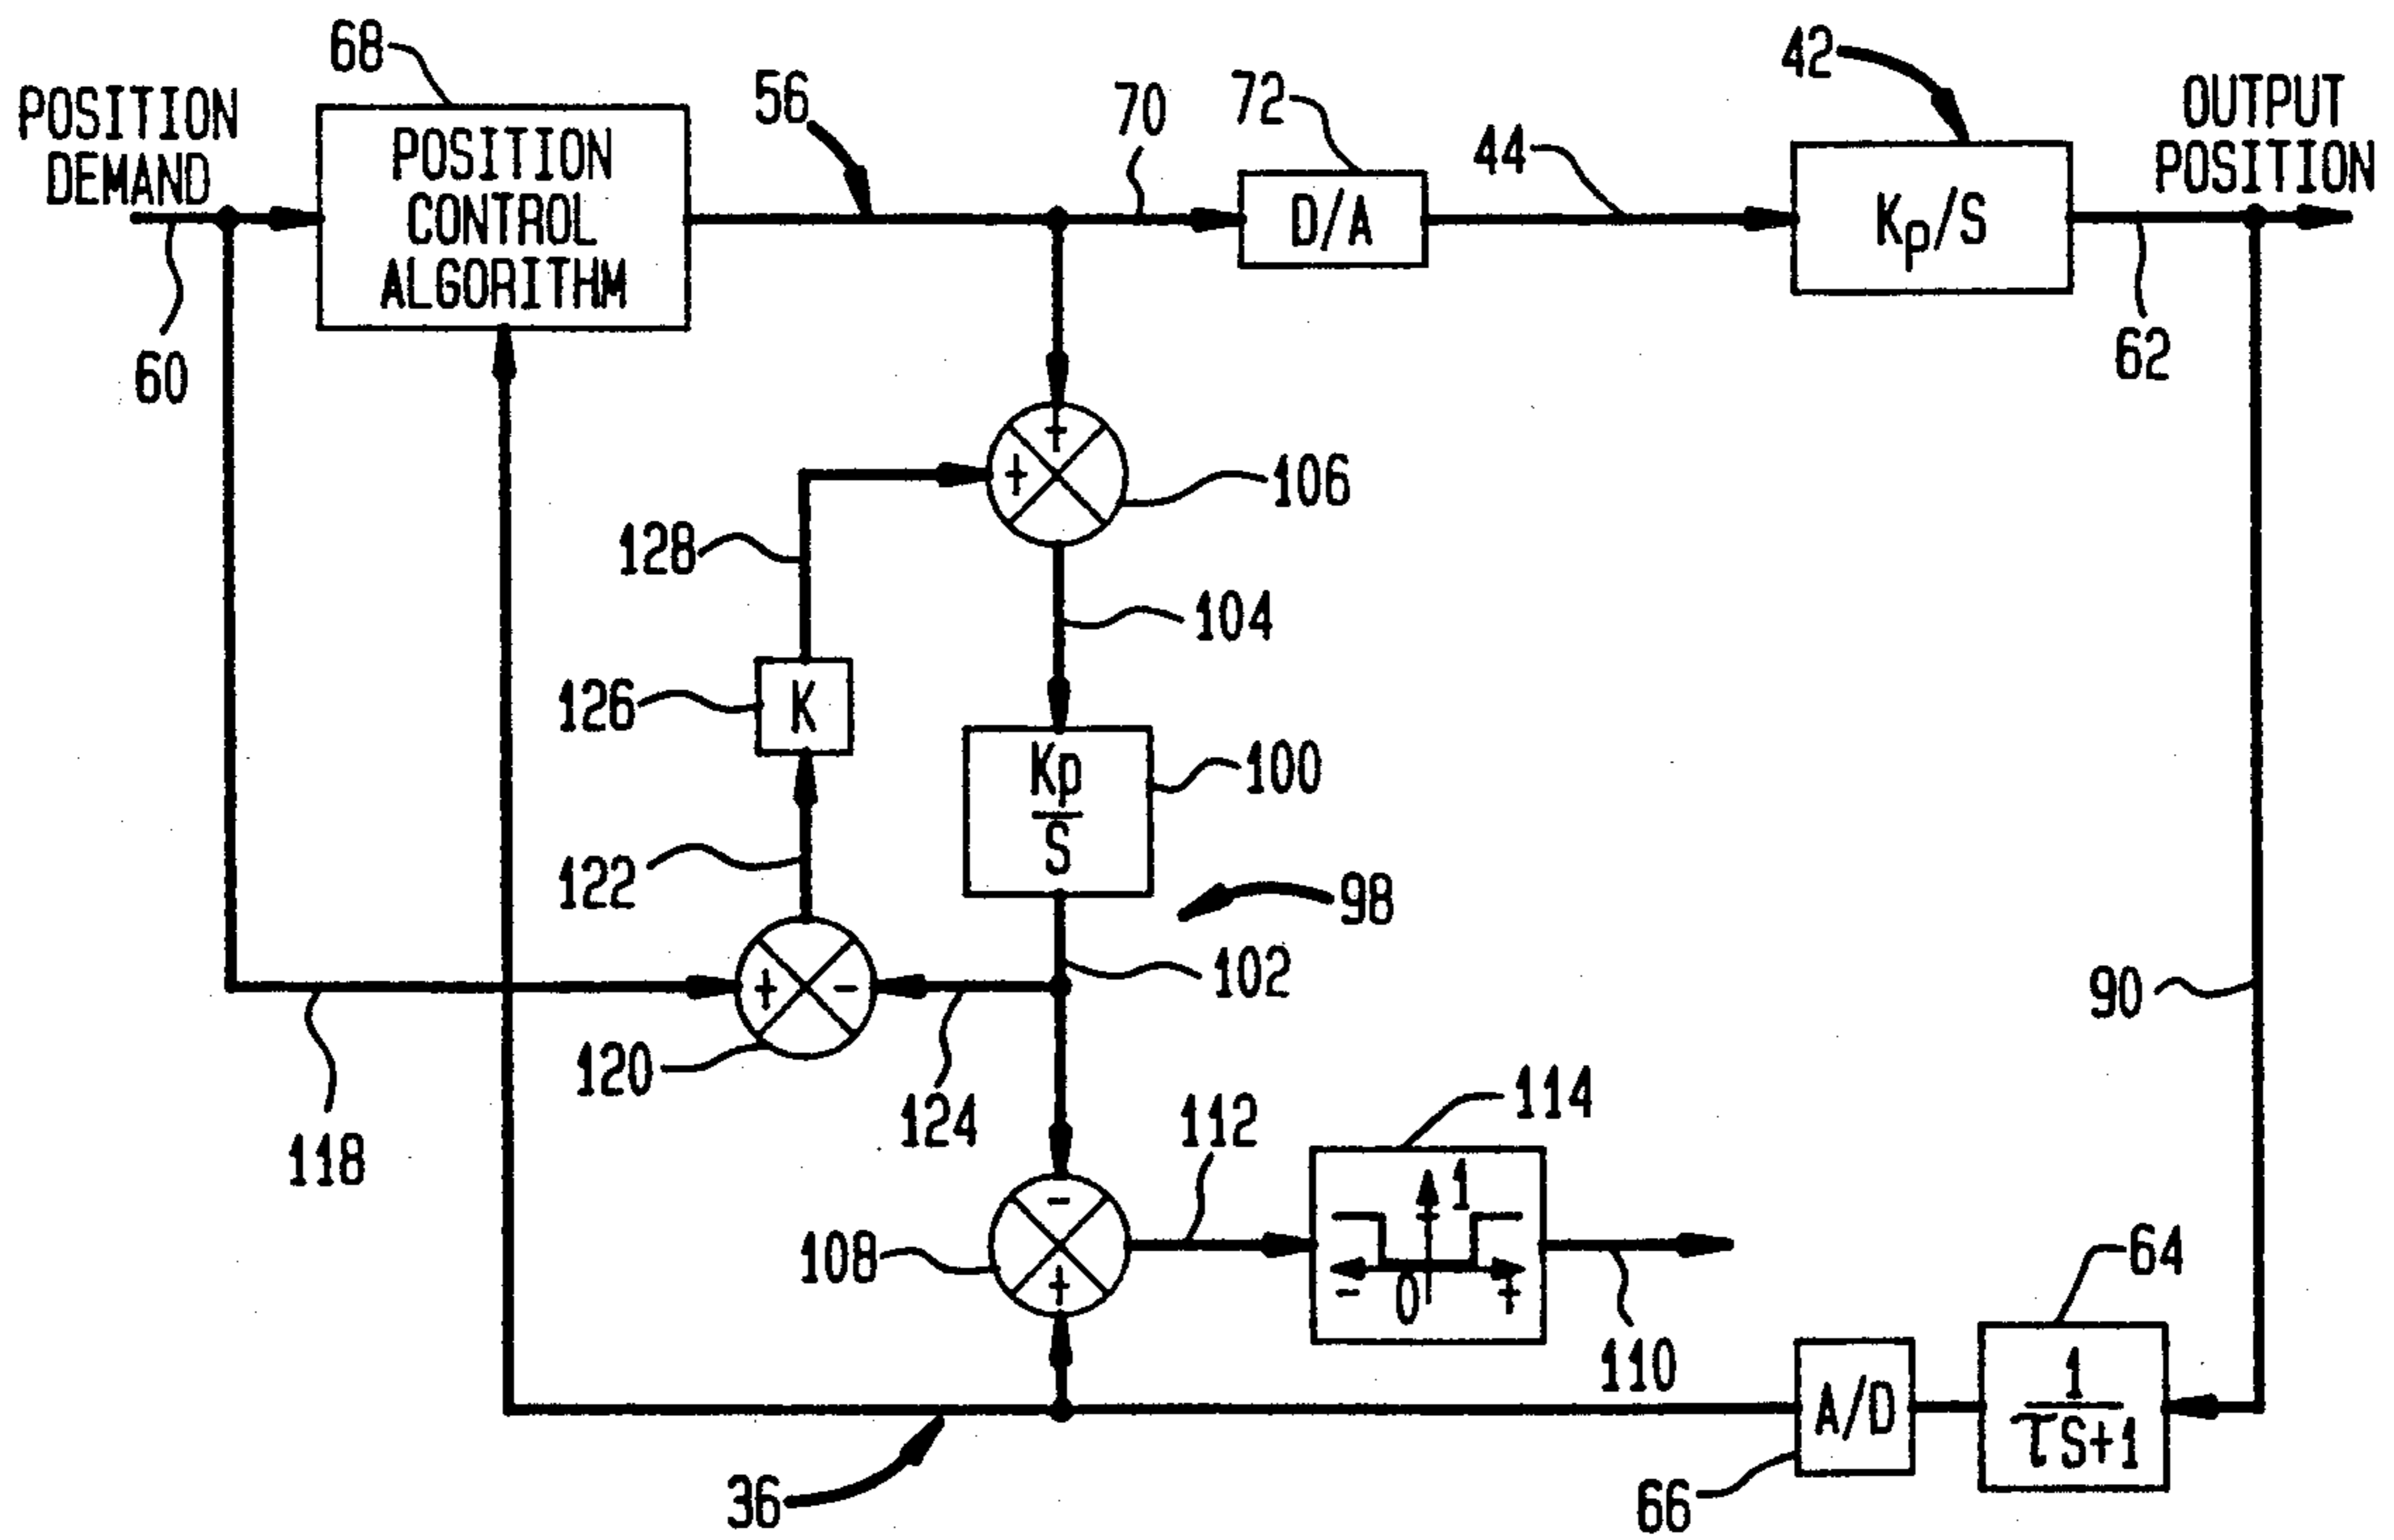 68
POSITION
DEMAND
POSITION
CONTROL
ALGORITHM
56
70
72
D/A
44
42
Kp/S
OUTPUT
POSITION
60
62
+
+
106
128
104
126
K
Kp
S
100
122
98
102
+
-
120
124
118
90
112
114
1
-
0
+
108
-
+
110
64
A/D
1
τS+1
36
66